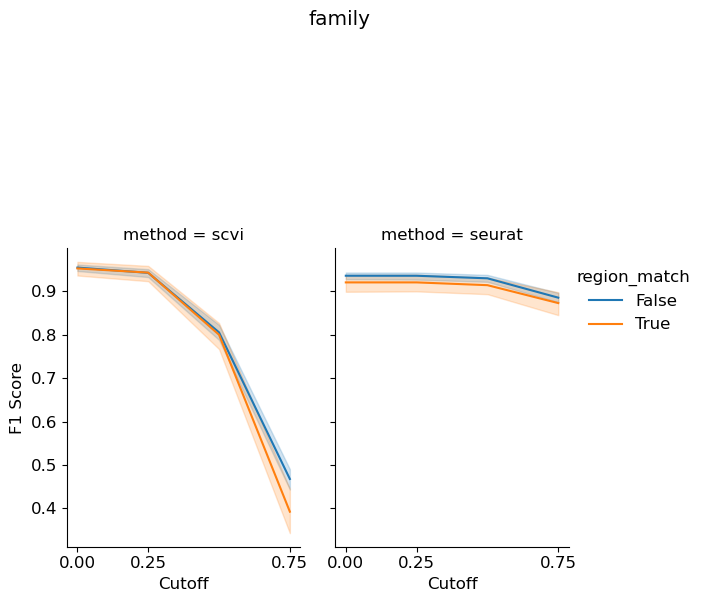 family
method = scvi
method = seurat
region_match
False
True
F1 Score
0.9
0.8
0.7
0.6
0.5
0.4
0.00
0.25
0.75
0.00
0.25
0.75
Cutoff
Cutoff